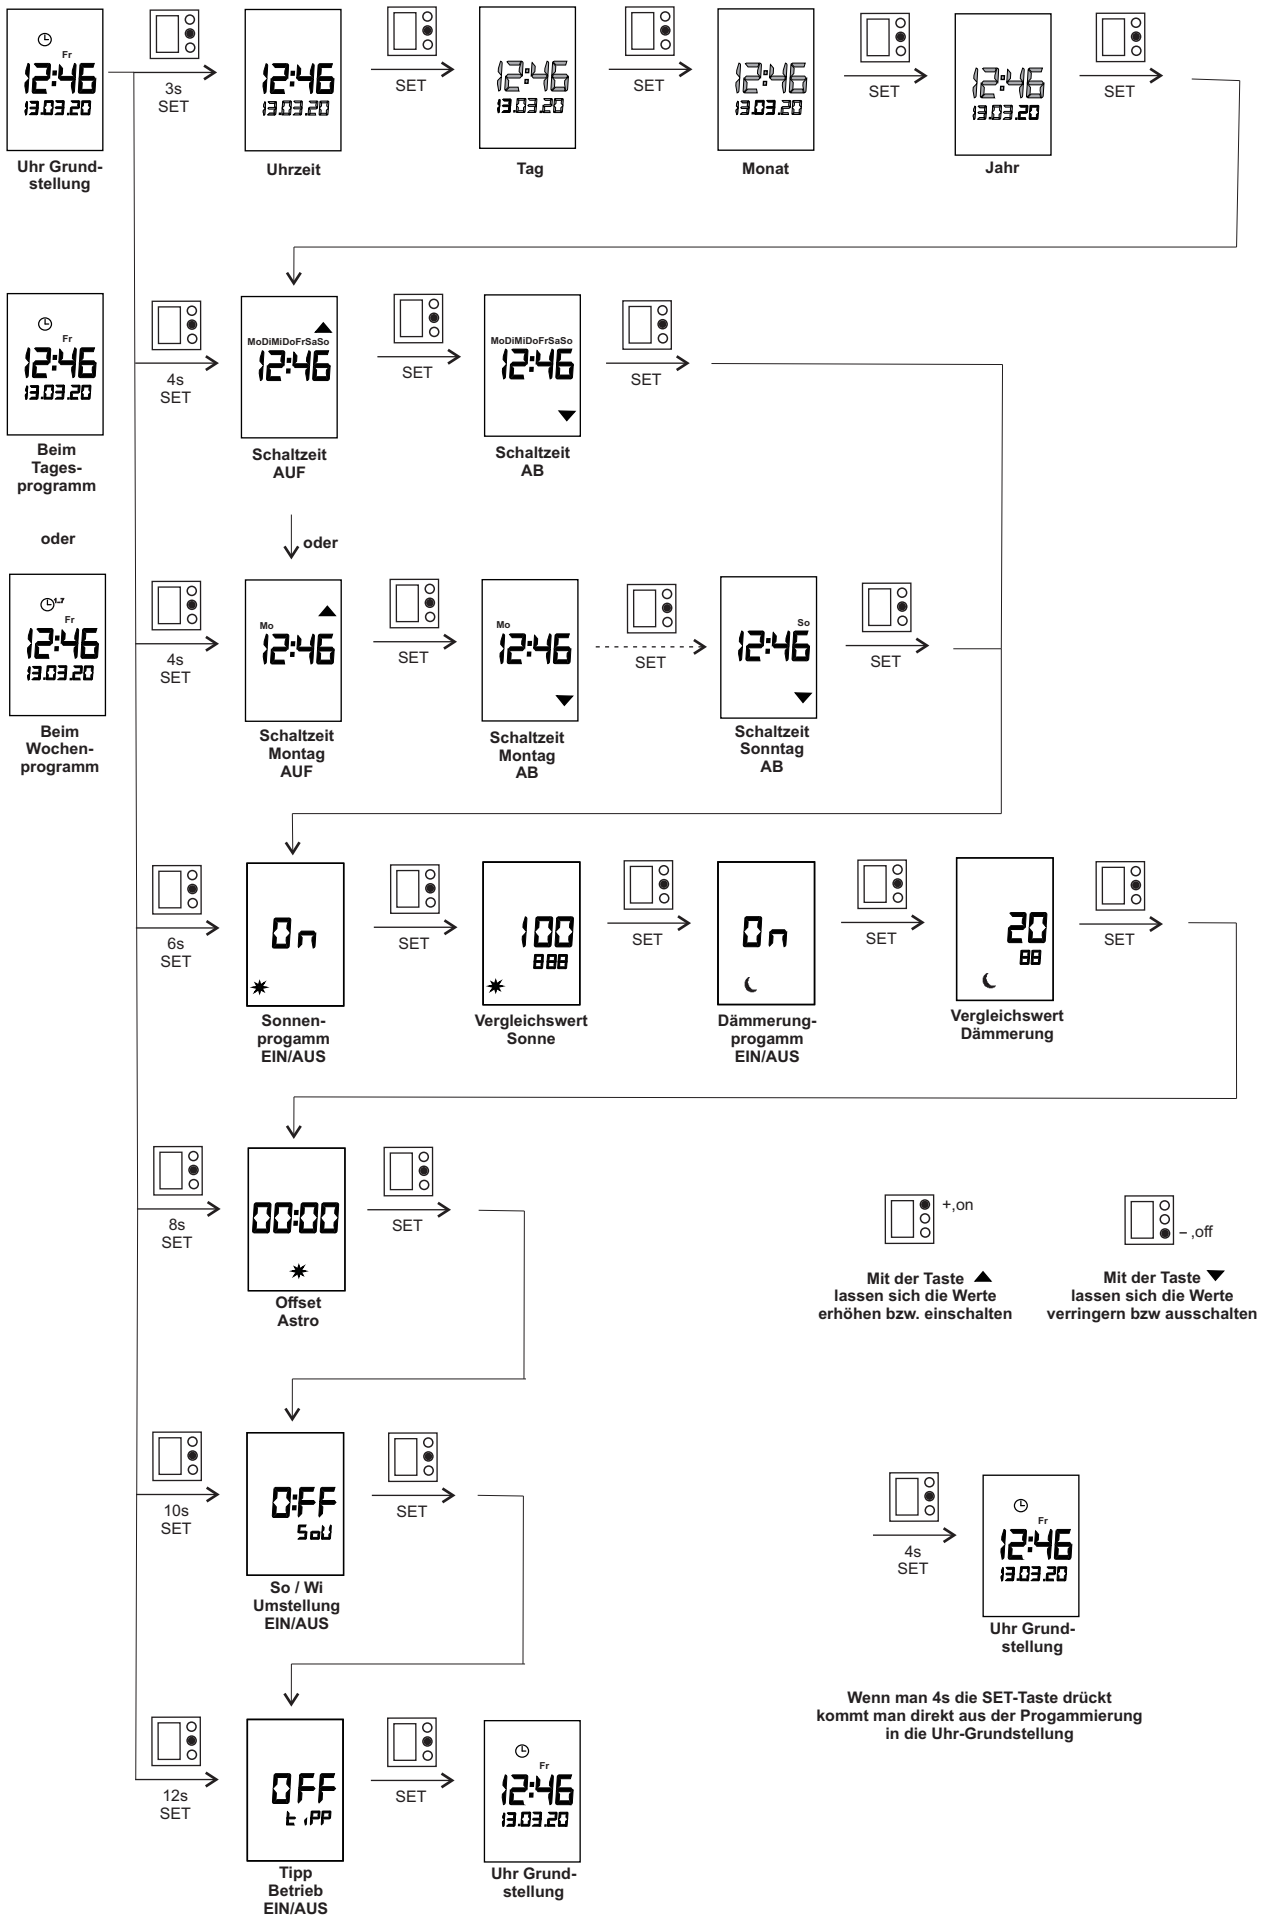 Fr
12:46
13.03.20
Uhr Grund-
stellung
3s
SET
12:46
13.03.20
Uhrzeit
SET
12:46
13.03.20
Tag
SET
12:46
13.03.20
Monat
SET
12:46
13.03.20
Jahr
SET
Fr
12:46
13.03.20
Beim
Tages-
programm
4s
SET
MoDiMiDoFrSaSo
12:46
Schaltzeit
AUF
SET
MoDiMiDoFrSaSo
12:46
Schaltzeit
AB
SET
oder
oder
1..7
Fr
12:46
13.03.20
Beim
Wochen-
programm
4s
SET
Mo
12:46
Schaltzeit
Montag
AUF
SET
Mo
12:46
Schaltzeit
Montag
AB
SET
So
12:46
Schaltzeit
Sonntag
AB
SET
6s
SET
On
Sonnen-
progamm
EIN/AUS
SET
100
888
Vergleichswert
Sonne
SET
On
Dämmerung-
progamm
EIN/AUS
SET
20
88
Vergleichswert
Dämmerung
SET
8s
SET
00:00
Offset
Astro
SET
+,on
Mit der Taste ▲
lassen sich die Werte
erhöhen bzw. einschalten
– ,off
Mit der Taste ▼
lassen sich die Werte
verringern bzw ausschalten
10s
SET
0:FF
SoU
So / Wi
Umstellung
EIN/AUS
SET
4s
SET
Fr
12:46
13.03.20
Uhr Grund-
stellung
Wenn man 4s die SET-Taste drückt
kommt man direkt aus der Progammierung
in die Uhr-Grundstellung
12s
SET
OFF
tiPP
Tipp
Betrieb
EIN/AUS
SET
Fr
12:46
13.03.20
Uhr Grund-
stellung